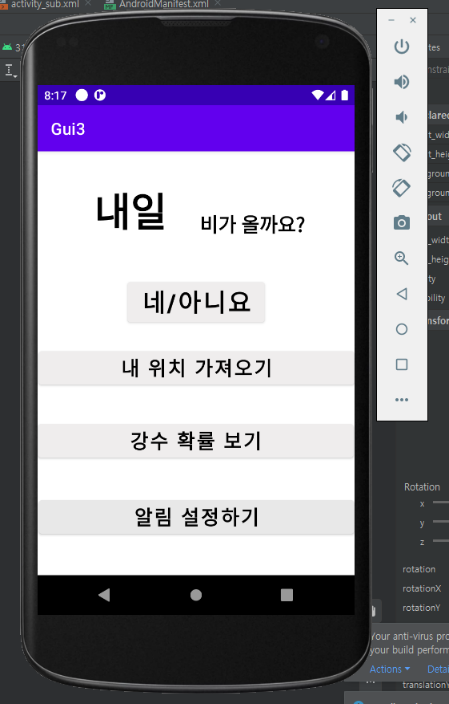 activity_sub.xml
AndroidManifest.xml
8:17
Gui3
내일 비가 올까요?
네/아니요
내 위치 가져오기
강수 확률 보기
알림 설정하기
Rotation
x
y
z
rotation
rotationX
rotationY
Your anti-virus pro
your build perform
Actions
Detai
translationY